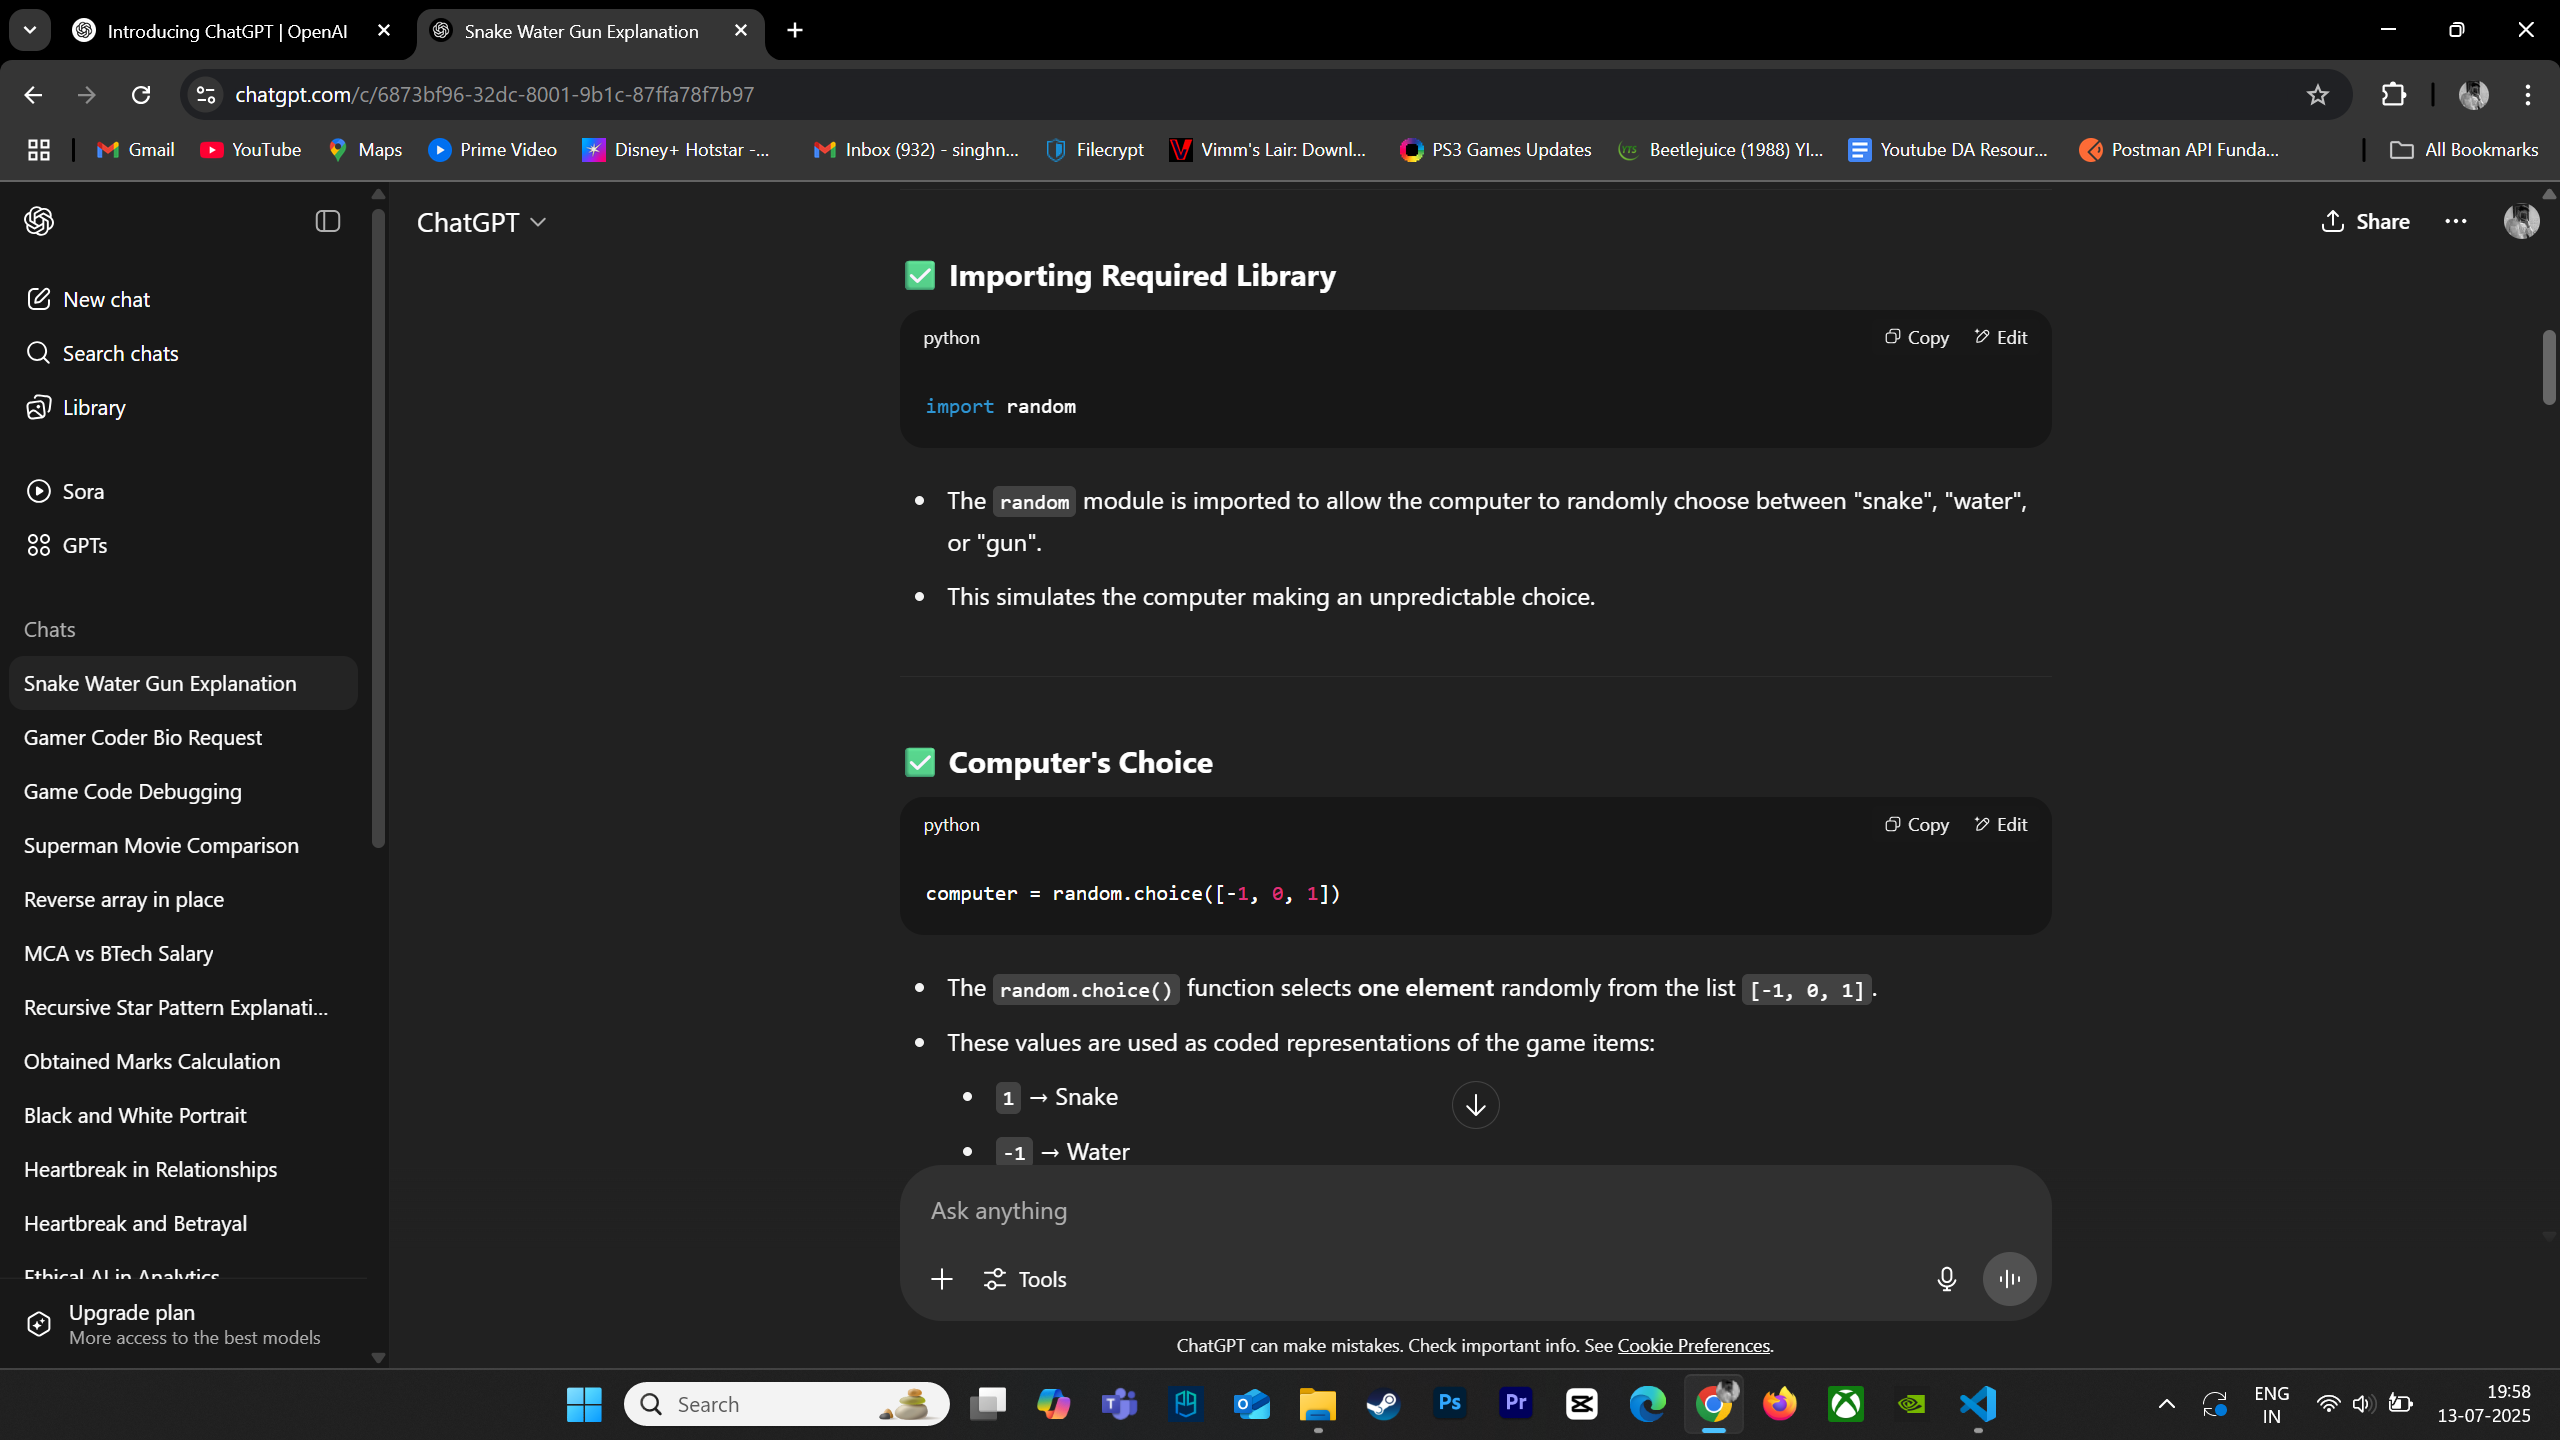 Introducing ChatGPT | OpenAI
Snake Water Gun Explanation
chatgpt.com/c/6873bf96-32dc-8001-9b1c-87ffa78f7b97
Gmail
YouTube
Maps
Prime Video
Disney+ Hotstar -...
Inbox (932) - singhn...
Filecrypt
Vimm's Lair: Downl...
PS3 Games Updates
YTS
Beetlejuice (1988) YI...
Youtube DA Resour...
Postman API Funda...
All Bookmarks
ChatGPT
Share
New chat
Search chats
Library
Sora
GPTs
Chats
Snake Water Gun Explanation
Gamer Coder Bio Request
Game Code Debugging
Superman Movie Comparison
Reverse array in place
MCA vs BTech Salary
Recursive Star Pattern Explanati...
Obtained Marks Calculation
Black and White Portrait
Heartbreak in Relationships
Heartbreak and Betrayal
Ethical AI in Analytics
Upgrade plan
More access to the best models
✅ Importing Required Library
python
Copy
Edit
import random
• The random module is imported to allow the computer to randomly choose between "snake", "water",
or "gun".
• This simulates the computer making an unpredictable choice.
✅ Computer's Choice
python
Copy
Edit
computer = random.choice([-1, 0, 1])
• The random.choice() function selects one element randomly from the list [-1, 0, 1].
• These values are used as coded representations of the game items:
• 1 → Snake
• -1 → Water
Ask anything
Tools
ChatGPT can make mistakes. Check important info. See Cookie Preferences.
Search
Ps
Pr
ENG
IN
19:58
13-07-2025